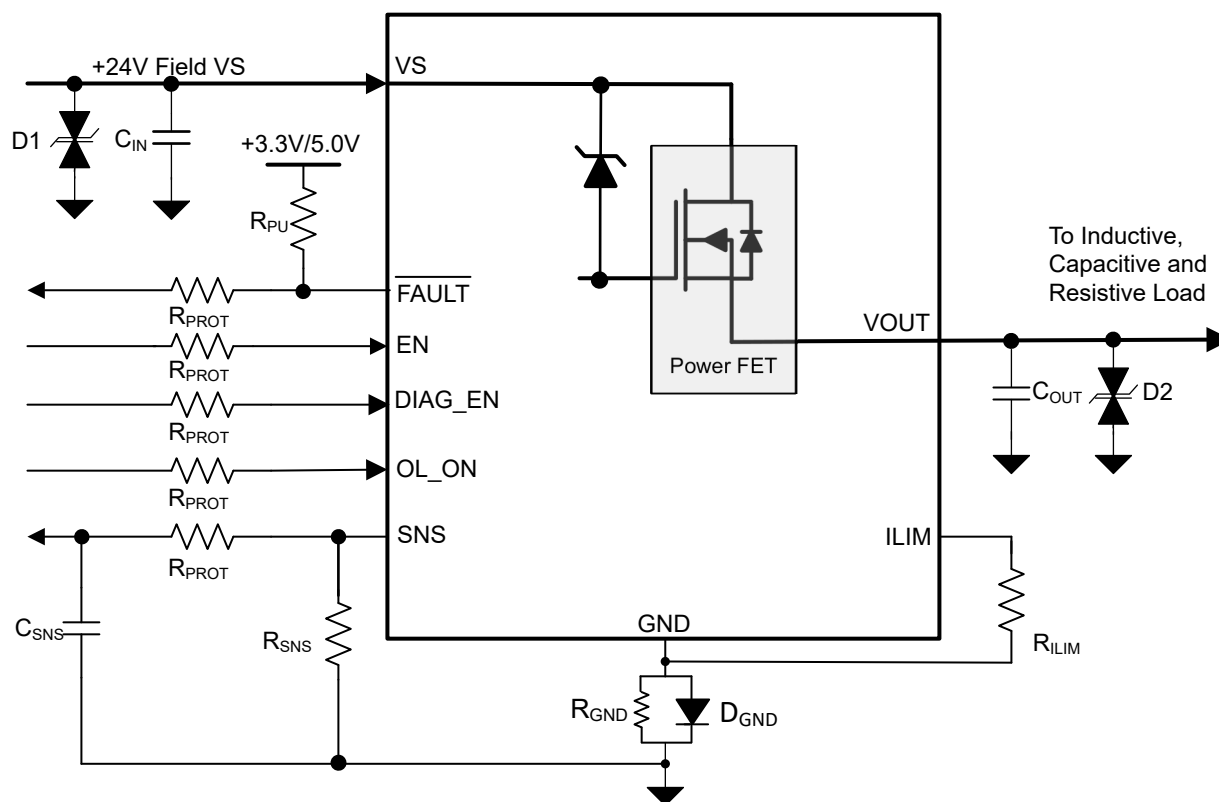 +24V Field VS
VS
D1
CIN
+3.3V/5.0V
RPU
To Inductive,
Capacitive and
Resistive Load
FAULT
RPROT
VOUT
EN
Power FET
RPROT
COUT
D2
DIAG_EN
RPROT
OL_ON
RPROT
SNS
ILIM
RPROT
CSNS
RSNS
GND
RILIM
RGND
DGND